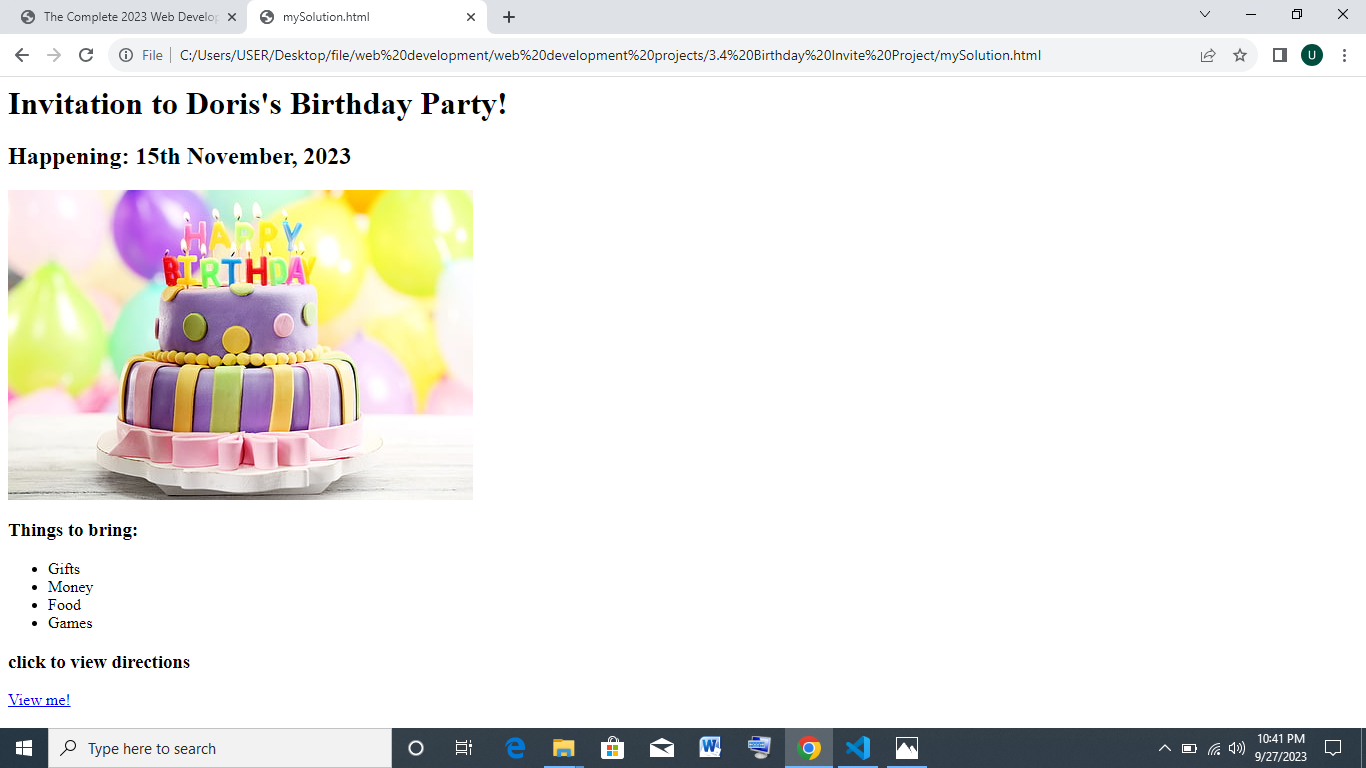 The Complete 2023 Web Develop
mySolution.html
File
C:/Users/USER/Desktop/file/web%20development/web%20development%20projects/3.4%20Birthday%20Invite%20Project/mySolution.html
U
Invitation to Doris's Birthday Party!
Happening: 15th November, 2023
HAPPY
BIRTHDAY
Things to bring:
Gifts
Money
Food
Games
click to view directions
View me!
Type here to search
10:41 PM
9/27/2023